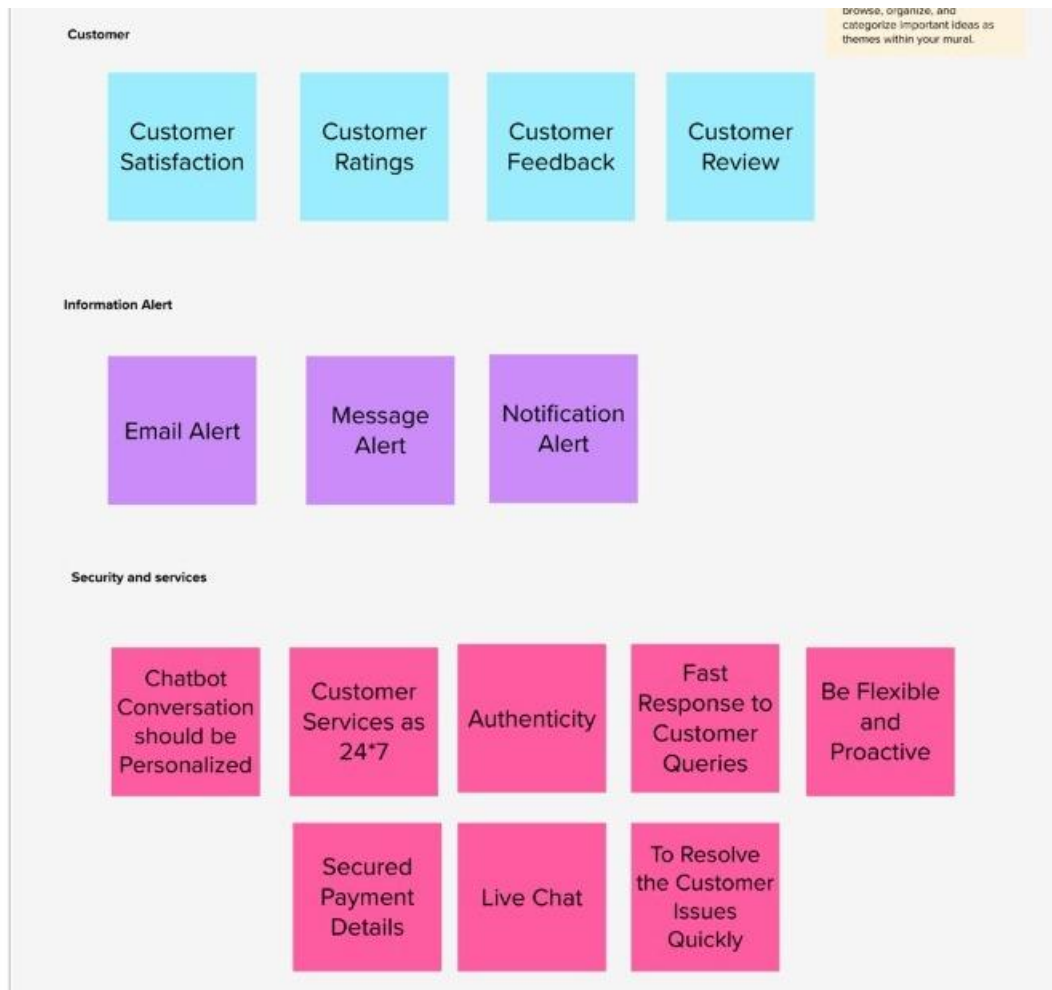 browse, organize, and
categorize important ideas as
themes within your mural.
Customer
Customer
Satisfaction
Customer
Ratings
Customer
Feedback
Customer
Review
Information Alert
Email Alert
Message
Alert
Notification
Alert
Security and services
Chatbot
Conversation
should be
Personalized
Customer
Services as
24*7
Authenticity
Fast
Response to
Customer
Queries
Be Flexible
and
Proactive
Secured
Payment
Details
Live Chat
To Resolve
the Customer
Issues
Quickly